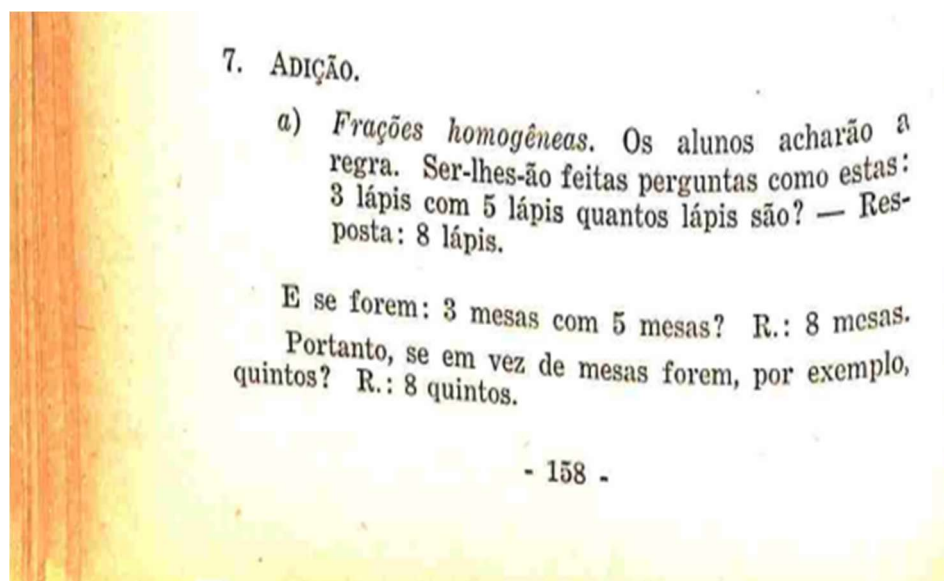 7. ADIÇÃO.
a) Frações homogêneas. Os alunos acharão a
regra. Ser-lhes-ão feitas perguntas como estas:
3 lápis com 5 lápis quantos lápis são? — Res-
posta: 8 lápis.
E se forem: 3 mesas com 5 mesas? R.: 8 mesas.
Portanto, se em vez de mesas forem, por exemplo,
quintos? R.: 8 quintos.
- 158 -